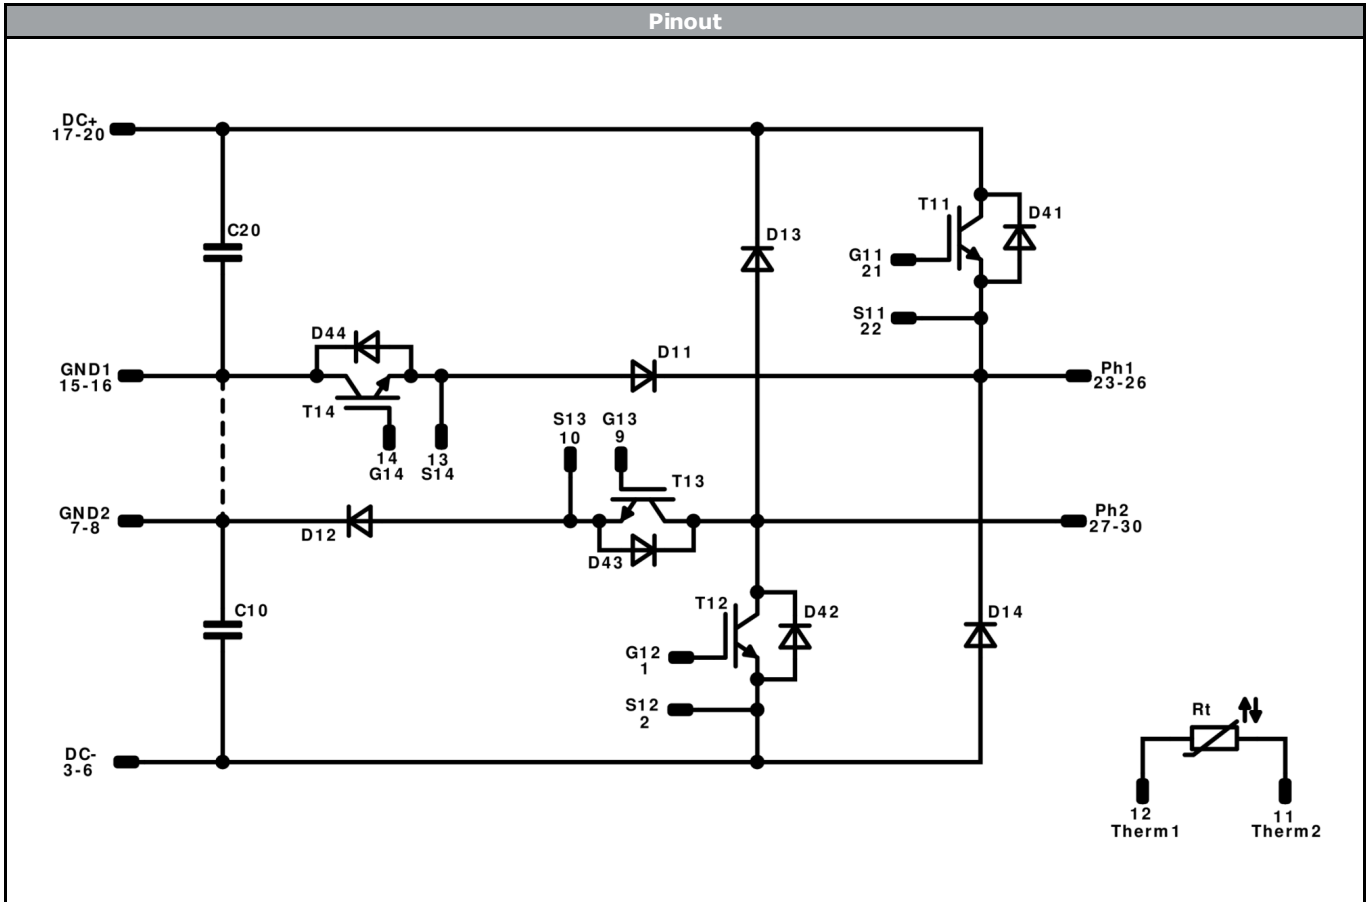 Pinout
DC+
17-20
C20
D13
T11
D41
G11
21
S11
22
D44
D11
GND1
15-16
Ph1
23-26
T14
14
G14
13
S14
S13
10
G13
9
T13
GND2
7-8
D12
D43
Ph2
27-30
C10
T12
D42
D14
G12
1
S12
2
DC-
3-6
Rt
12
Therm1
11
Therm2